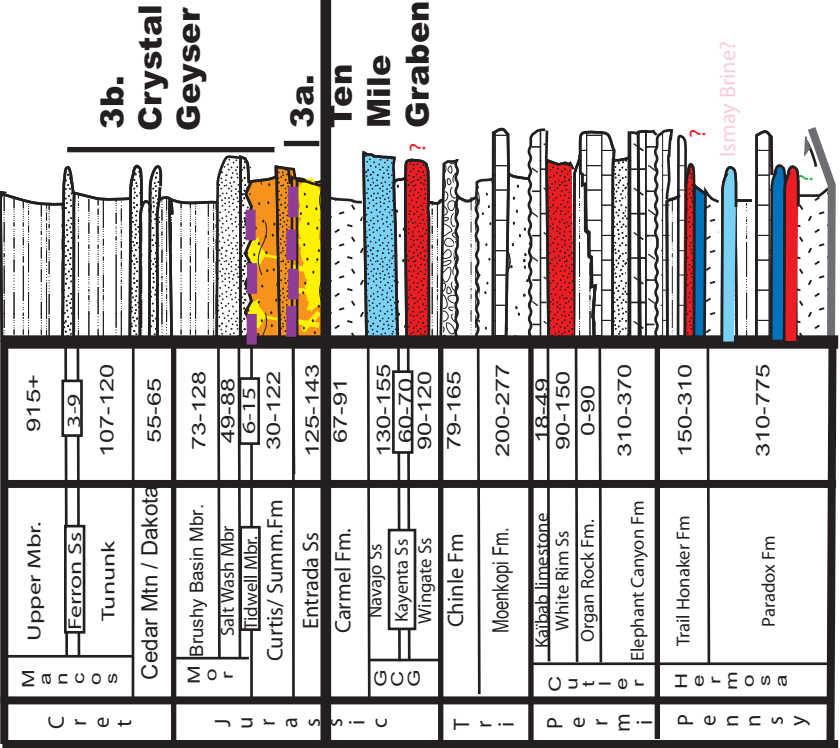 3b.
Crystal
Geyser
3a.
Ten
Mile
Graben
?
?
Ismay Brine?
?
915+
3-9
107-120
55-65
73-128
49-88
6-15
30-122
125-143
67-91
130-155
60-70
90-120
79-165
200-277
18-49
90-150
0-90
310-370
150-310
310-775
Upper Mbr.
Ferron Ss
Tununk
Cedar Mtn / Dakota
Brushy Basin Mbr.
Salt Wash Mbr
Tidwell Mbr.
Curtis/ Summ.Fm
Entrada Ss
Carmel Fm.
Navajo Ss
Kayenta Ss
Wingate Ss
Chinle Fm
Moenkopi Fm.
Kaibab limestone
White Rim Ss
Organ Rock Fm.
Elephant Canyon Fm
Trail Honaker Fm
Paradox Fm
Mancos
Mor
GCG
Cutler
Hermosa
Cret
Jurassic
Tri
Permi
Pennsy